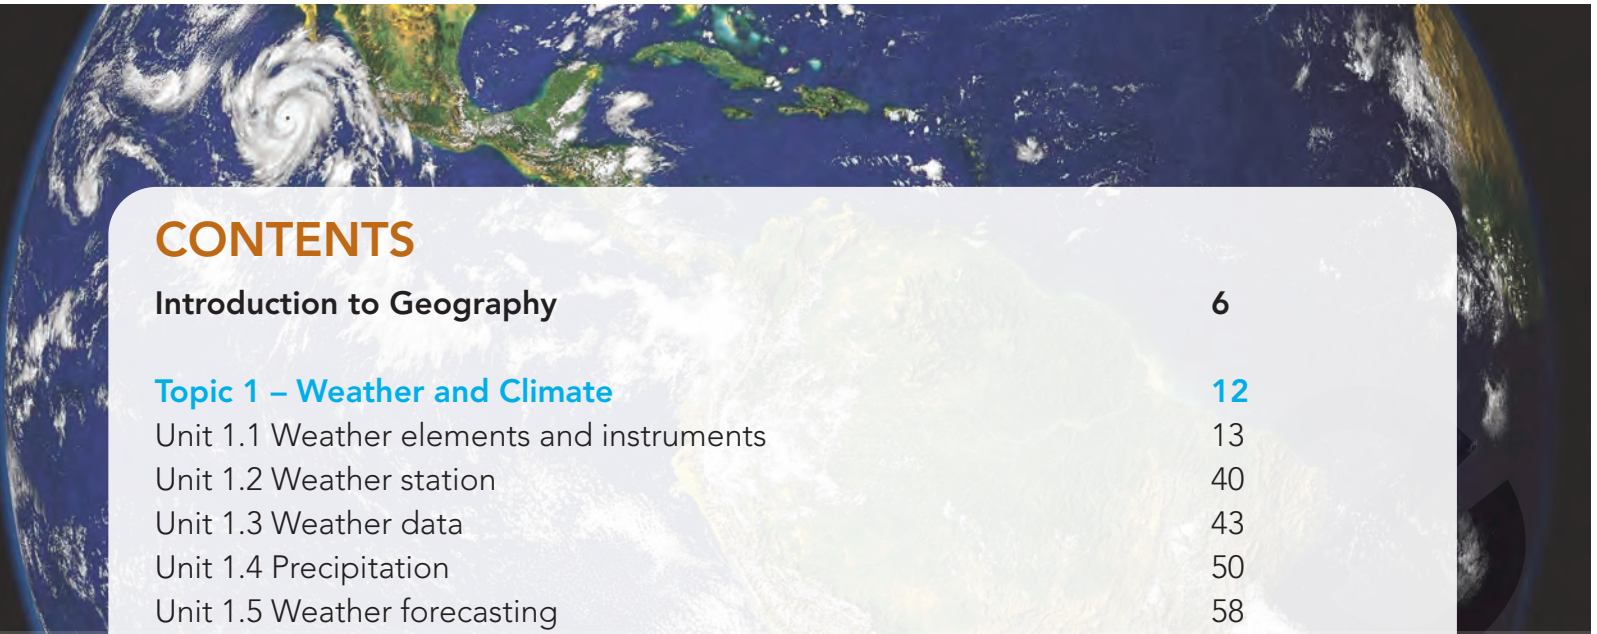 CONTENTS
Introduction to Geography 6
Topic 1 – Weather and Climate 12
Unit 1.1 Weather elements and instruments 13
Unit 1.2 Weather station 40
Unit 1.3 Weather data 43
Unit 1.4 Precipitation 50
Unit 1.5 Weather forecasting 58